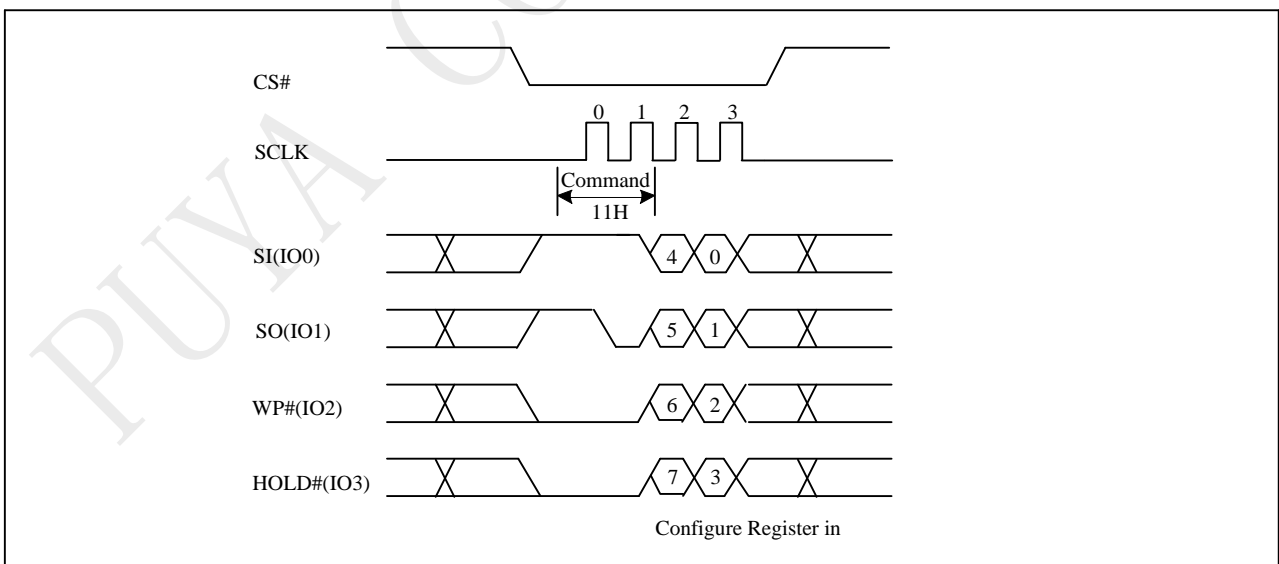 PUYA CO
CS#
0 1 2 3
SCLK
Command
11H
SI(IO0)
4 0
SO(IO1)
5 1
WP#(IO2)
6 2
HOLD#(IO3)
7 3
Configure Register in